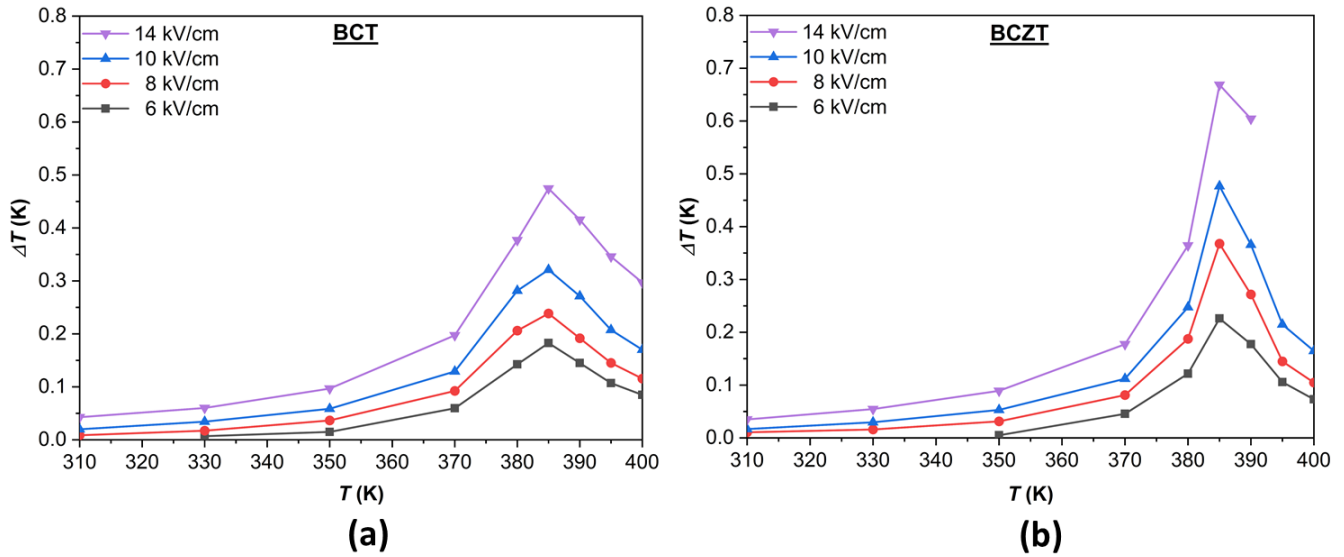 BCT
14 kV/cm
10 kV/cm
8 kV/cm
6 kV/cm
0.8
0.7
0.6
0.5
0.4
0.3
0.2
0.1
0.0
ΔT (K)
310 320 330 340 350 360 370 380 390 400
T (K)
(a)
BCZT
14 kV/cm
10 kV/cm
8 kV/cm
6 kV/cm
0.8
0.7
0.6
0.5
0.4
0.3
0.2
0.1
0.0
ΔT (K)
310 320 330 340 350 360 370 380 390 400
T (K)
(b)